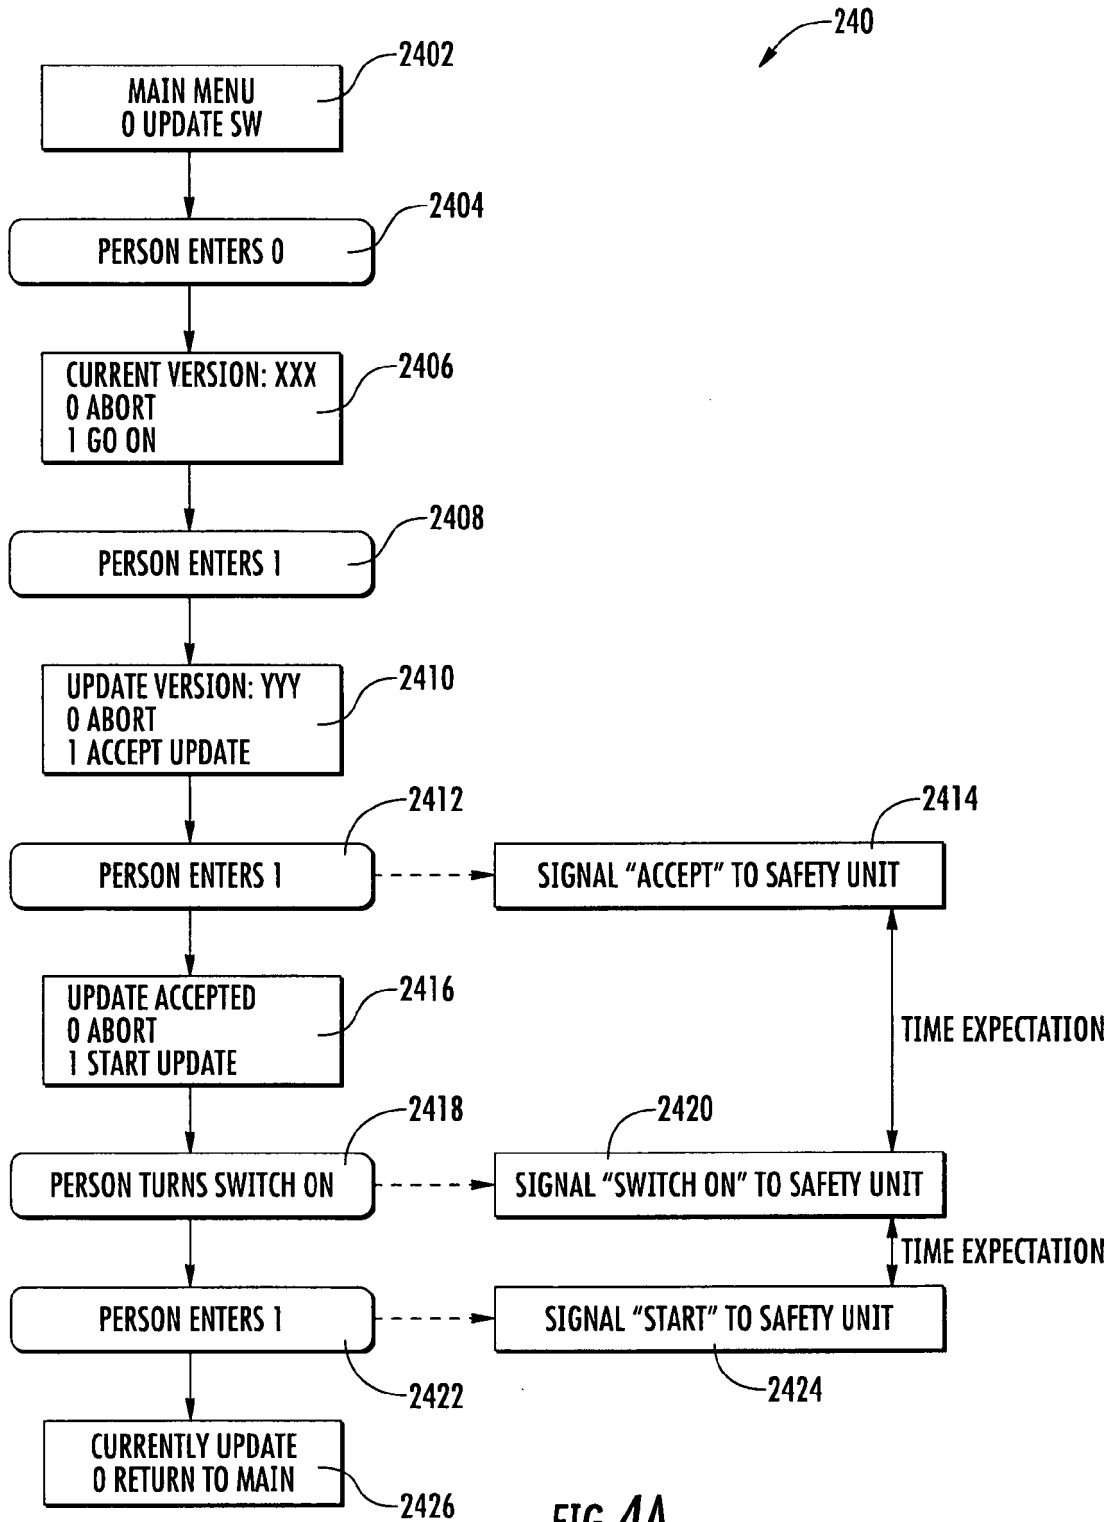 240
2402
MAIN MENU
0 UPDATE SW
2404
PERSON ENTERS 0
2406
CURRENT VERSION: XXX
0 ABORT
1 GO ON
2408
PERSON ENTERS 1
2410
UPDATE VERSION: YYY
0 ABORT
1 ACCEPT UPDATE
2412
PERSON ENTERS 1
2414
SIGNAL “ACCEPT” TO SAFETY UNIT
2416
UPDATE ACCEPTED
0 ABORT
1 START UPDATE
TIME EXPECTATION
2418
PERSON TURNS SWITCH ON
2420
SIGNAL “SWITCH ON” TO SAFETY UNIT
TIME EXPECTATION
PERSON ENTERS 1
2422
SIGNAL “START” TO SAFETY UNIT
2424
CURRENTLY UPDATE
0 RETURN TO MAIN
2426
FIG. 4A